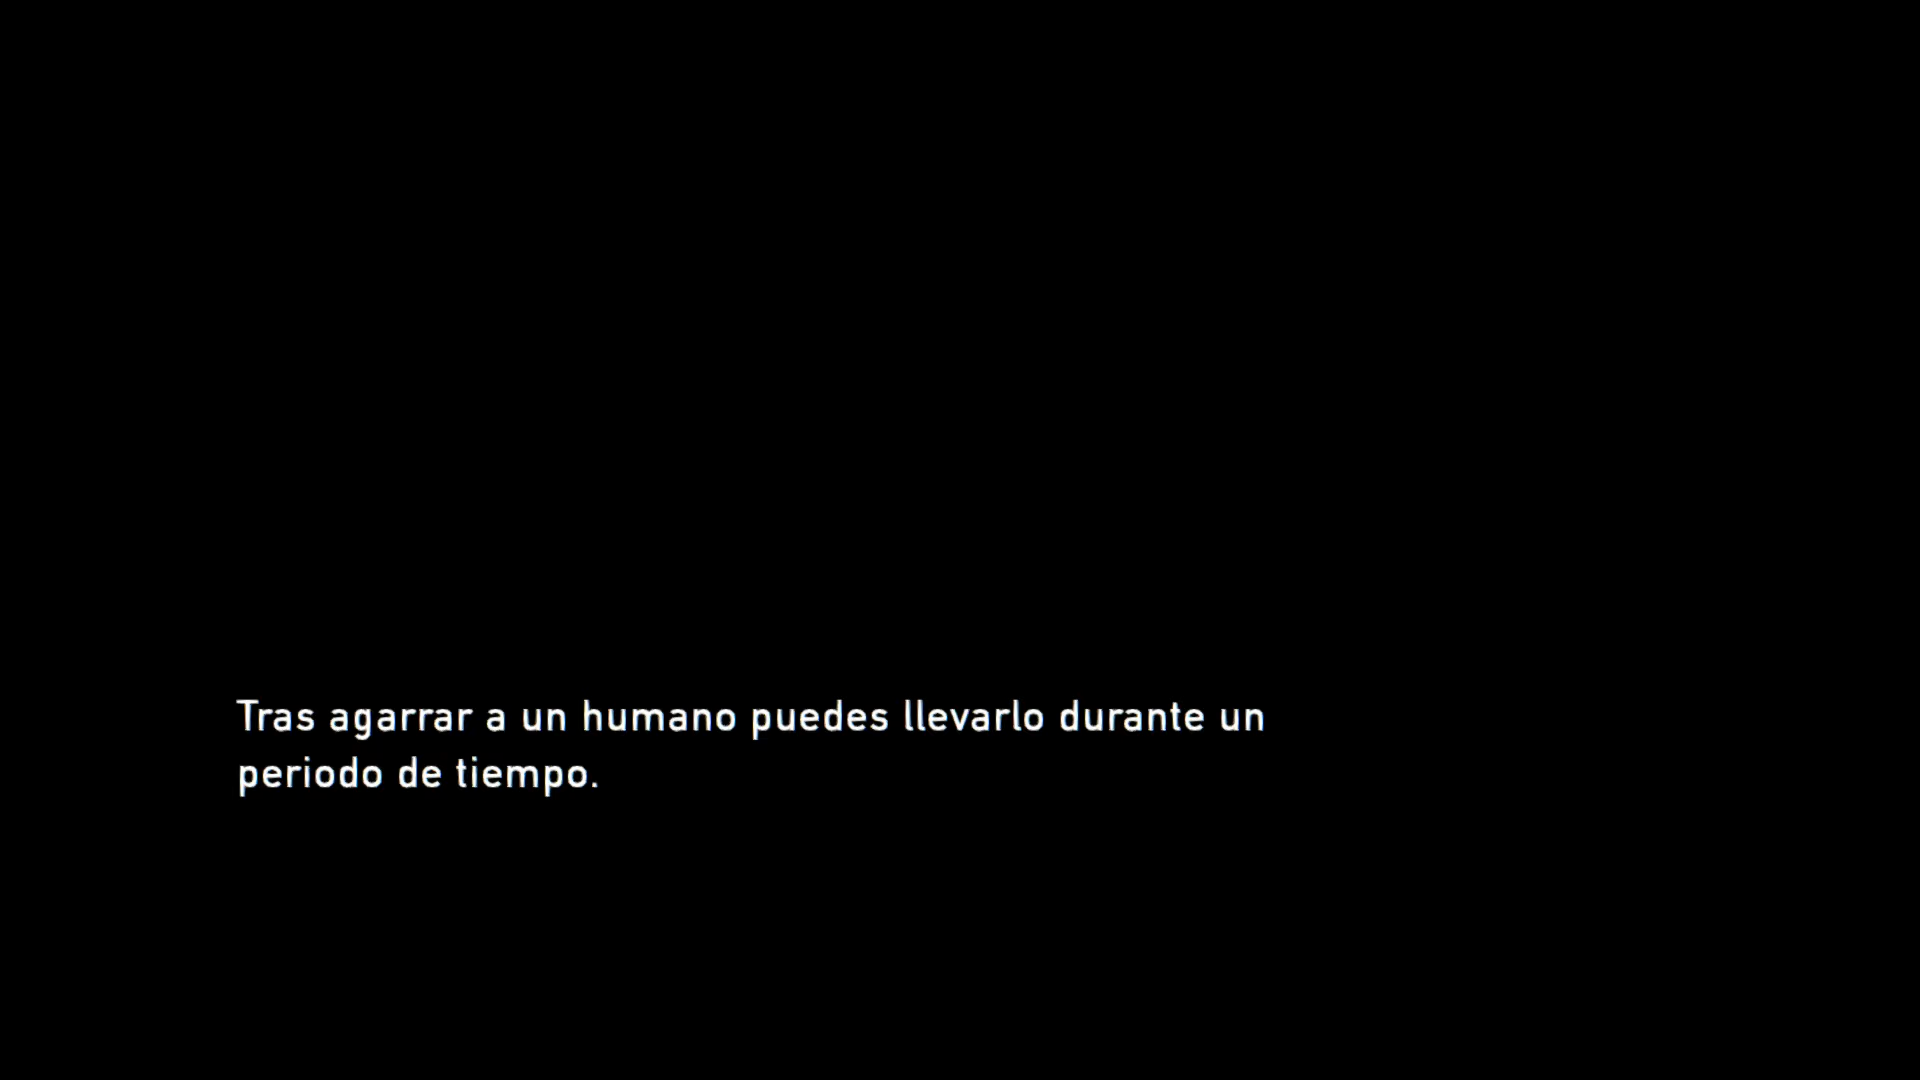 Tras agarrar a un humano puedes llevarlo durante un
periodo de tiempo.